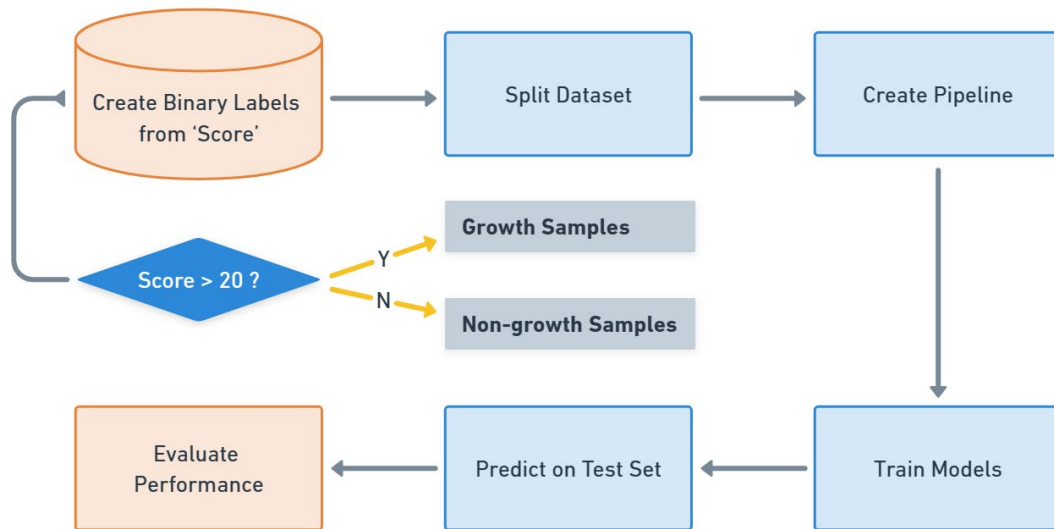 Create Binary Labels
from ‘Score’
Split Dataset
Create Pipeline
Score > 20 ?
Y
Growth Samples
N
Non-growth Samples
Evaluate
Performance
Predict on Test Set
Train Models